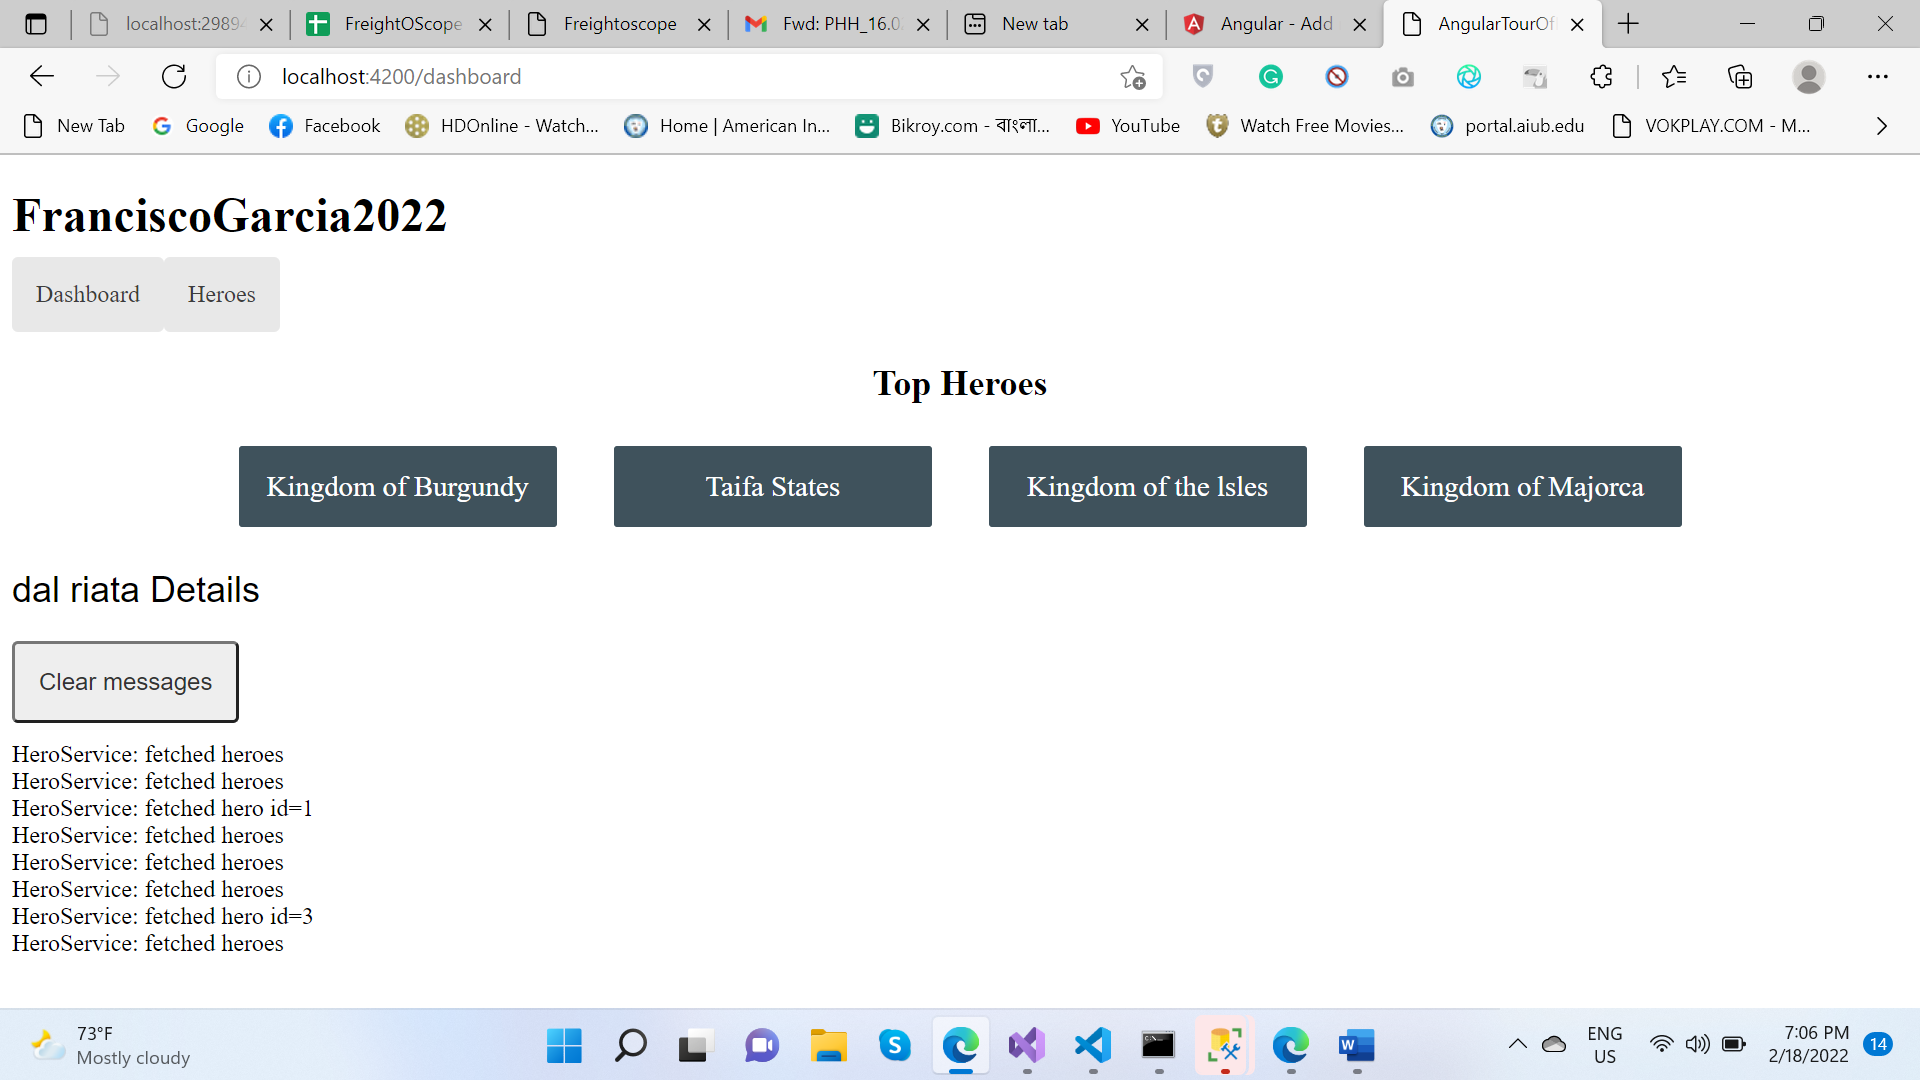 localhost:29894
FreightOScope
Freightoscope
Fwd: PHH_16.0
New tab
Angular - Add
AngularTourOf
localhost:4200/dashboard
New Tab
Google
Facebook
HDOnline - Watch...
Home | American In...
Bikroy.com - বাংলা...
YouTube
Watch Free Movies...
portal.aiub.edu
VOKPLAY.COM - M...
FranciscoGarcia2022
Dashboard
Heroes
Top Heroes
Kingdom of Burgundy
Taifa States
Kingdom of the lsles
Kingdom of Majorca
dal riata Details
Clear messages
HeroService: fetched heroes
HeroService: fetched heroes
HeroService: fetched hero id=1
HeroService: fetched heroes
HeroService: fetched heroes
HeroService: fetched heroes
HeroService: fetched hero id=3
HeroService: fetched heroes
73°F
Mostly cloudy
ENG
US
7:06 PM
2/18/2022
14